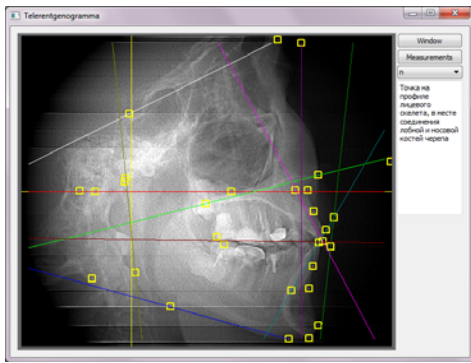 Telerentgenogramma
Window
Measurements
n
Точка на
профиле
лицевого
скелета, в месте
соединения
лобной и носовой
костей черепа